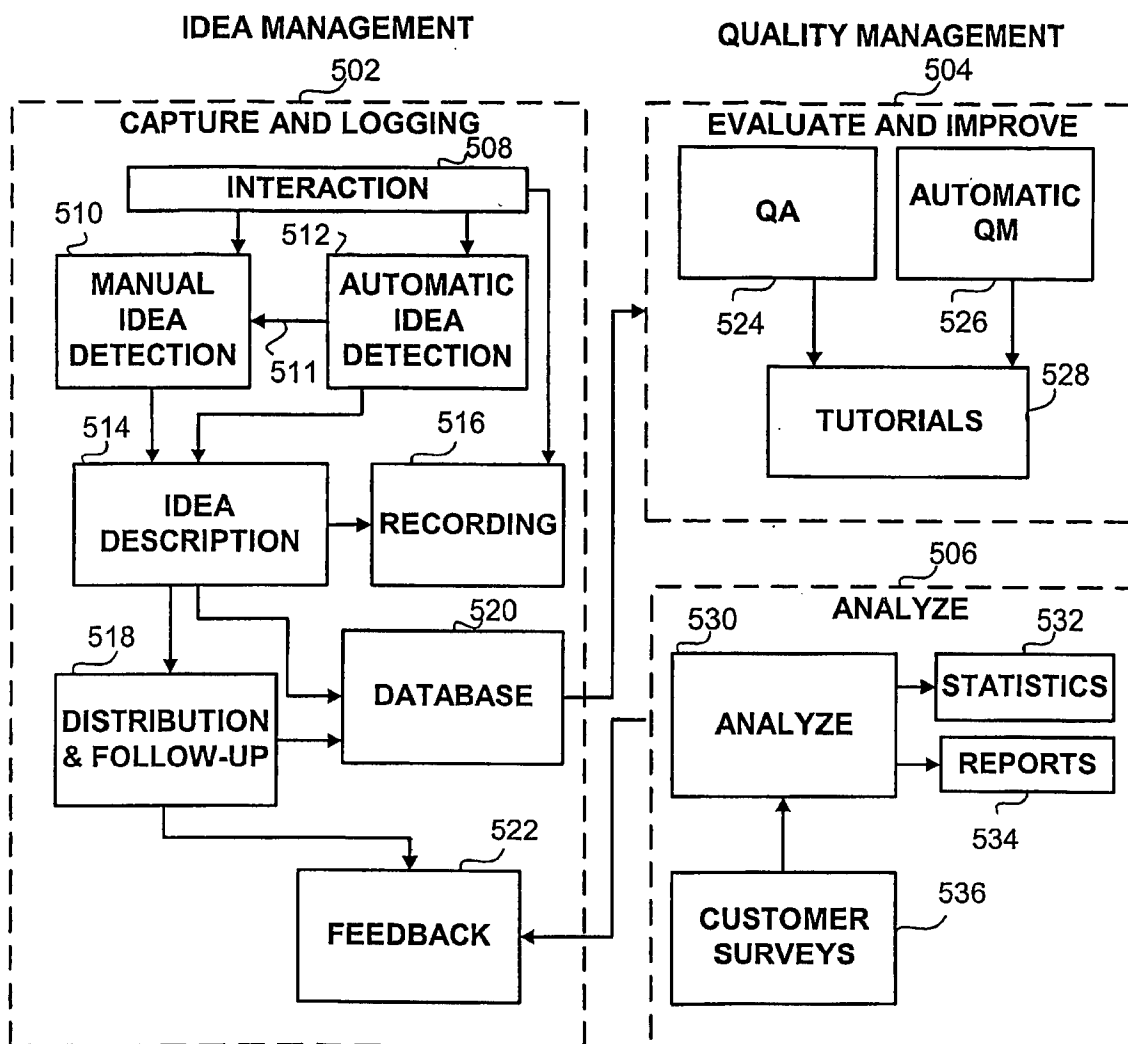 IDEA MANAGEMENT
502
CAPTURE AND LOGGING
508
INTERACTION
510
512
MANUAL
IDEA
DETECTION
AUTOMATIC
IDEA
DETECTION
511
514
516
IDEA
DESCRIPTION
RECORDING
518
520
DISTRIBUTION
& FOLLOW-UP
DATABASE
522
FEEDBACK
QUALITY MANAGEMENT
504
EVALUATE AND IMPROVE
QA
AUTOMATIC
QM
524
526
528
TUTORIALS
506
ANALYZE
530
532
ANALYZE
STATISTICS
REPORTS
534
536
CUSTOMER
SURVEYS